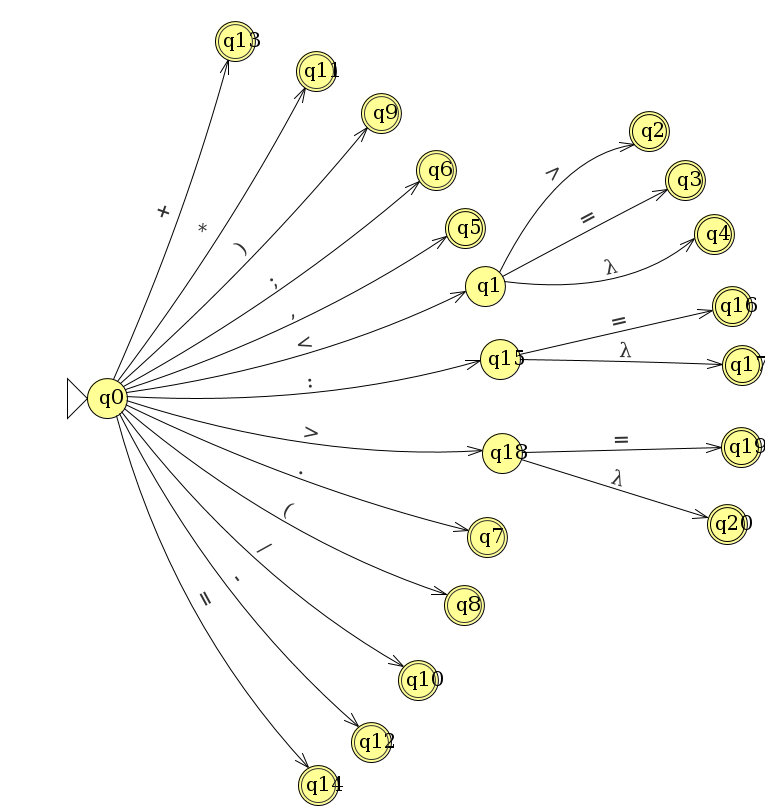 q13
q11
q9
q2
q6
>
q3
+
=
*
q5
q4
)
λ
;
q1
q16
,
=
<
λ
q15
q17
:
q0
>
=
q19
q18
.
λ
(
q20
q7
/
-
=
q8
q10
q12
q14